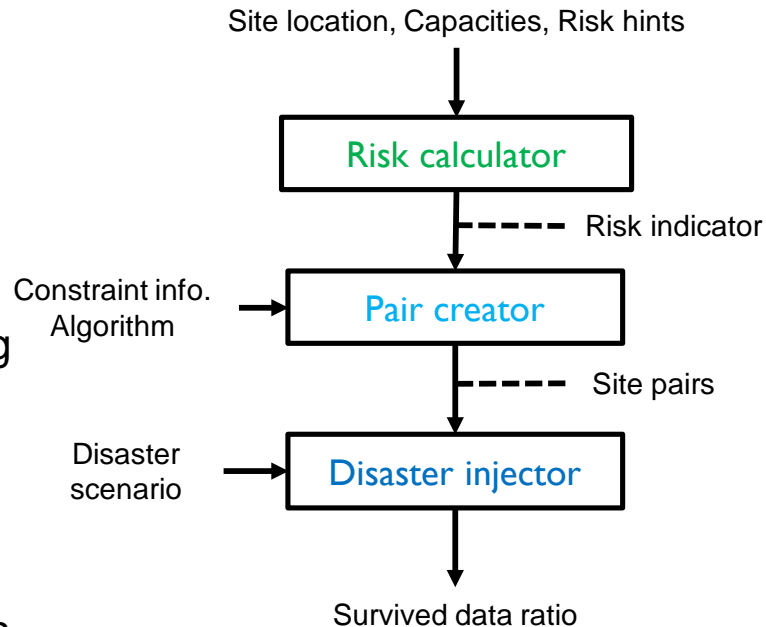 Site location, Capacities, Risk hints
Risk calculator
Risk indicator
Constraint info.
Algorithm
Pair creator
g
Site pairs
Disaster
scenario
Disaster injector
Survived data ratio